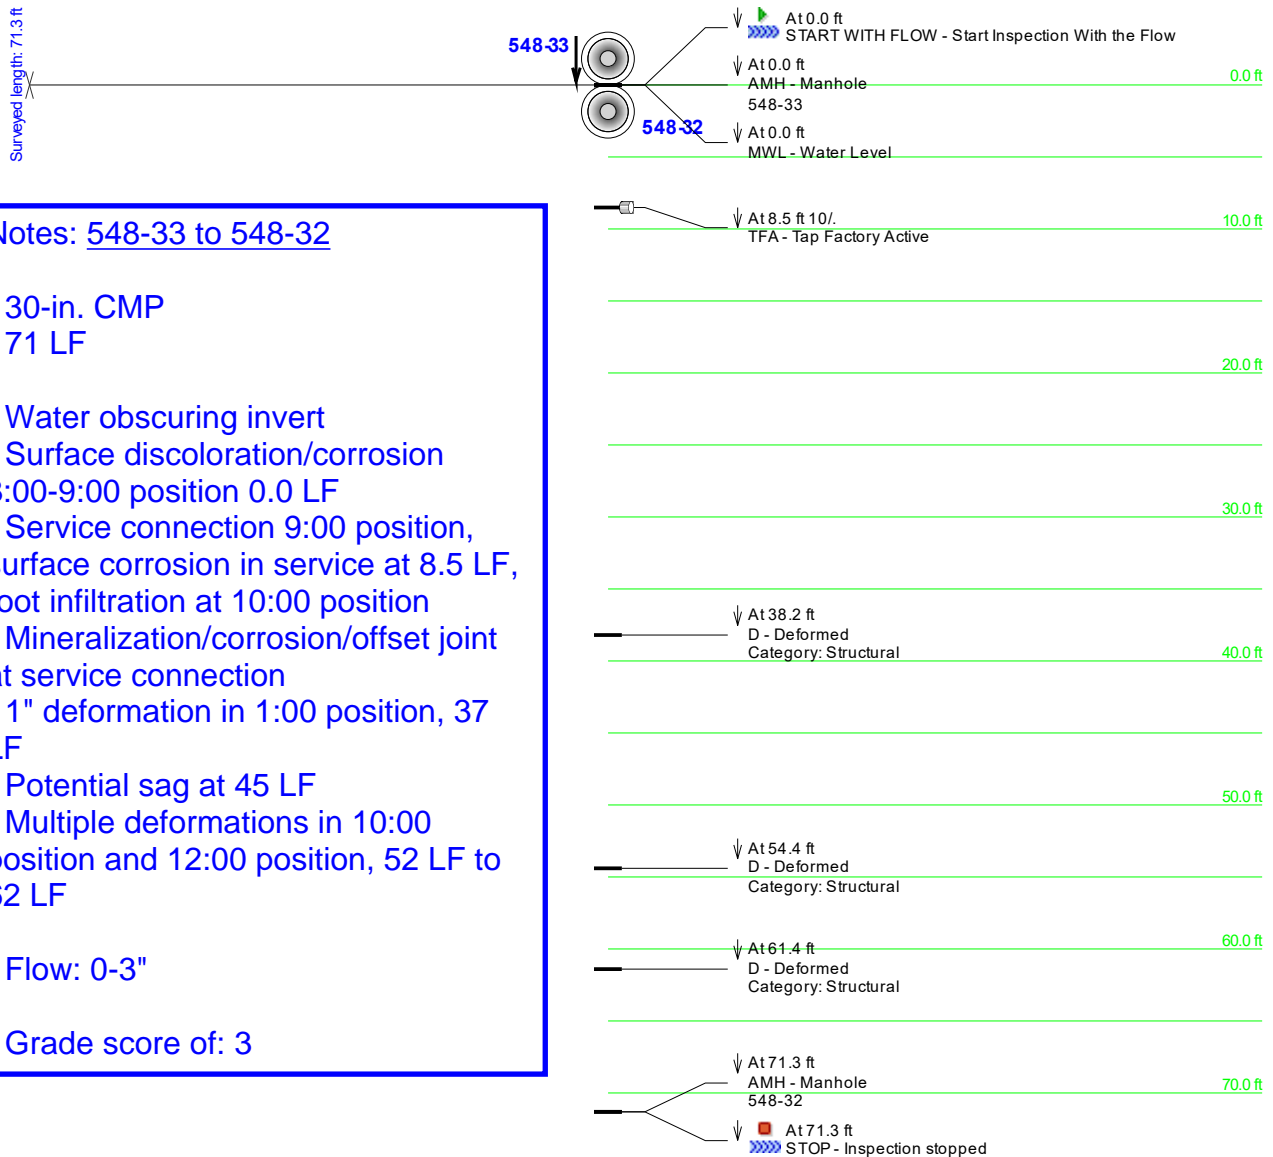 Surveyed length: 71.3 ft
548-33
548-32
At 0.0 ft
START WITH FLOW - Start Inspection With the Flow
At 0.0 ft
AMH - Manhole
548-33
At 0.0 ft
MWL - Water Level
0.0 ft
At 8.5 ft 10/.
TFA - Tap Factory Active
10.0 ft
20.0 ft
30.0 ft
At 38.2 ft
D - Deformed
Category: Structural
40.0 ft
50.0 ft
At 54.4 ft
D - Deformed
Category: Structural
At 61.4 ft
60.0 ft
D - Deformed
Category: Structural
At 71.3 ft
AMH - Manhole
548-32
70.0 ft
At 71.3 ft
STOP - Inspection stopped
Notes: 548-33 to 548-32
30-in. CMP
71 LF
Water obscuring invert
Surface discoloration/corrosion
:00-9:00 position 0.0 LF
Service connection 9:00 position,
surface corrosion in service at 8.5 LF,
root infiltration at 10:00 position
Mineralization/corrosion/offset joint
at service connection
1" deformation in 1:00 position, 37
LF
Potential sag at 45 LF
Multiple deformations in 10:00
position and 12:00 position, 52 LF to
62 LF
Flow: 0-3"
Grade score of: 3